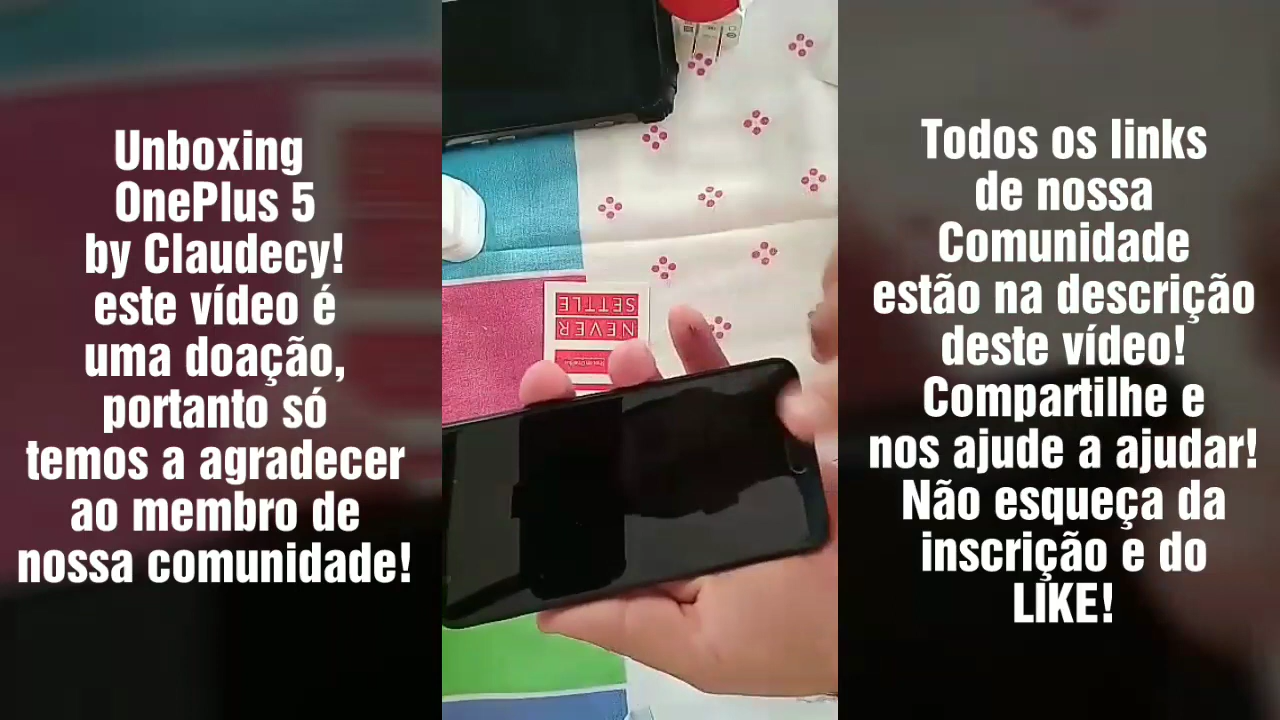 Unboxing
OnePlus 5
by Claudecy!
este vídeo é
uma doação,
portanto só
temos a agradecer
ao membro de
nossa comunidade!
NEVER
SETTLE
Todos os links
de nossa
Comunidade
estão na descrição
deste vídeo!
Compartilhe e
nos ajude a ajudar!
Não esqueça da
inscrição e do
LIKE!